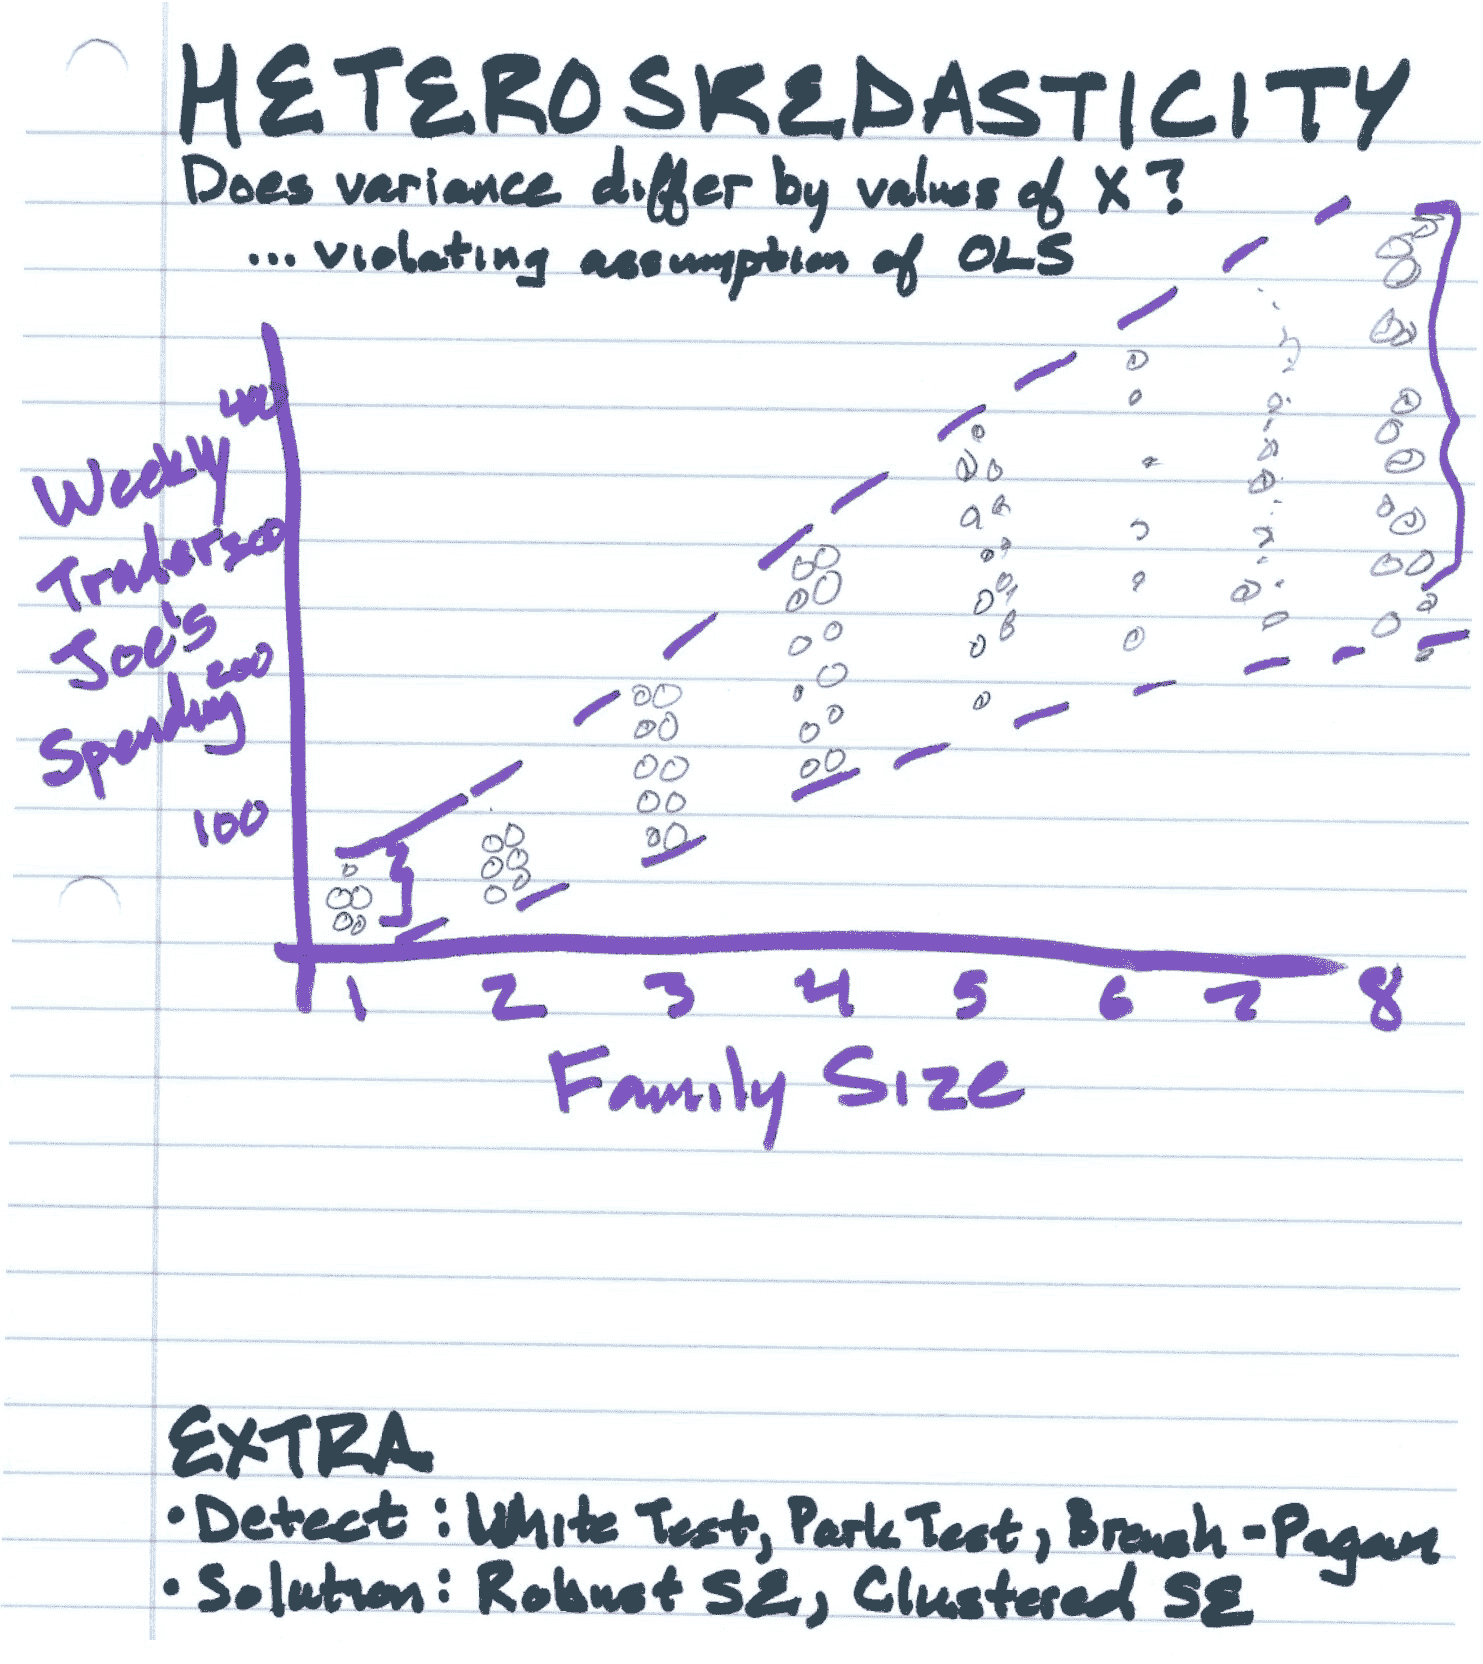 HETEROSKEDASTICITY
Does variance differ by values of X?
... violating assumption of OLS
400
Weekly
Trader
300
Joe's
200
Spending
100
1 2 3 4 5 6 7 8
Family Size
EXTRA
• Detect: White Test, Park Test, Breush-Pagan
• Solution: Robust SE, Clustered SE